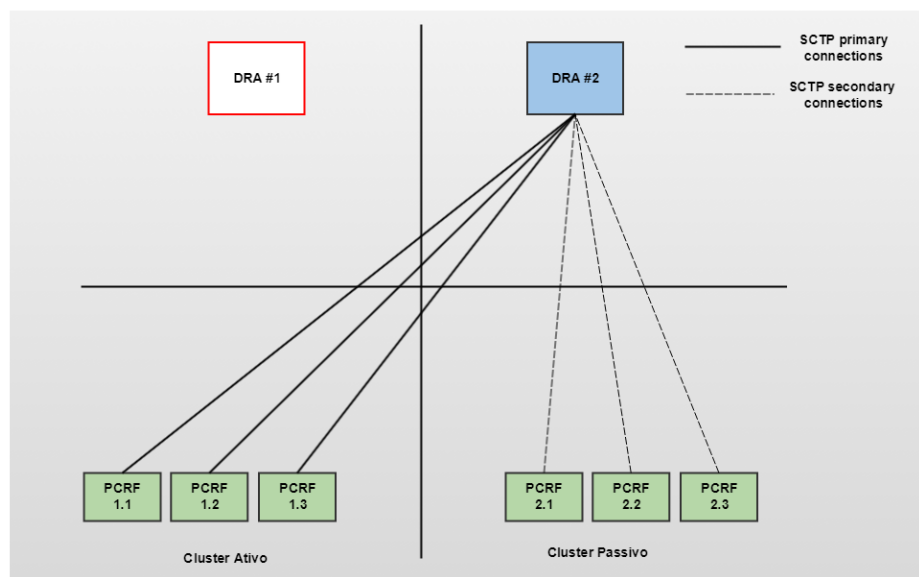 DRA #1
DRA #2
SCTP primary
connections
SCTP secondary
connections
PCRF
1.1
PCRF
1.2
PCRF
1.3
PCRF
2.1
PCRF
2.2
PCRF
2.3
Cluster Ativo
Cluster Passivo